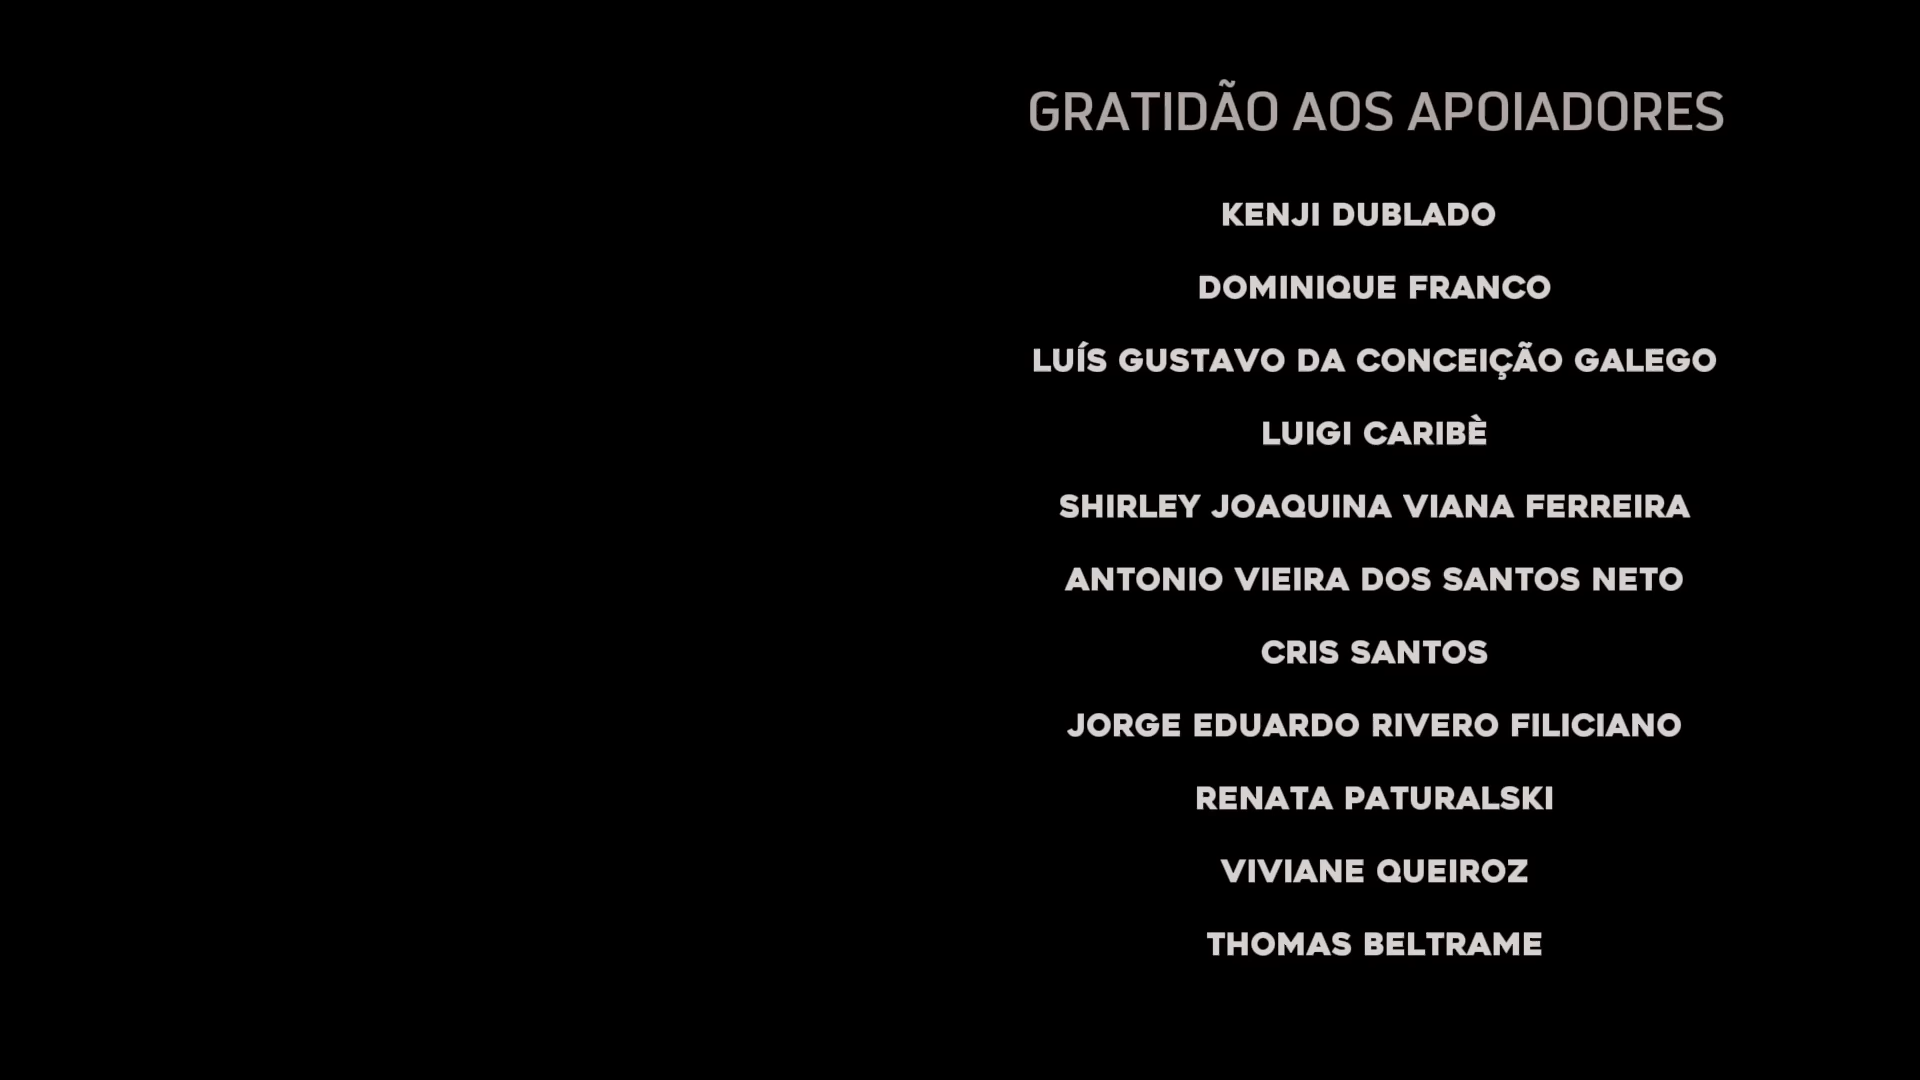 GRATIDÃO AOS APOIADORES
KENJI DUBLADO
DOMINIQUE FRANCO
LUÍS GUSTAVO DA CONCEIÇÃO GALEGO
LUIGI CARIBÈ
SHIRLEY JOAQUINA VIANA FERREIRA
ANTONIO VIEIRA DOS SANTOS NETO
CRIS SANTOS
JORGE EDUARDO RIVERO FILICIANO
RENATA PATURALSKI
VIVIANE QUEIROZ
THOMAS BELTRAME